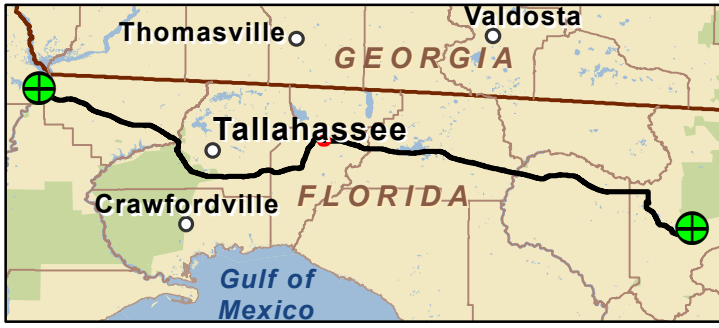 Valdosta
Thomasville
GEORGIA
Tallahassee
FLORIDA
Crawfordville
Gulf of
Mexico